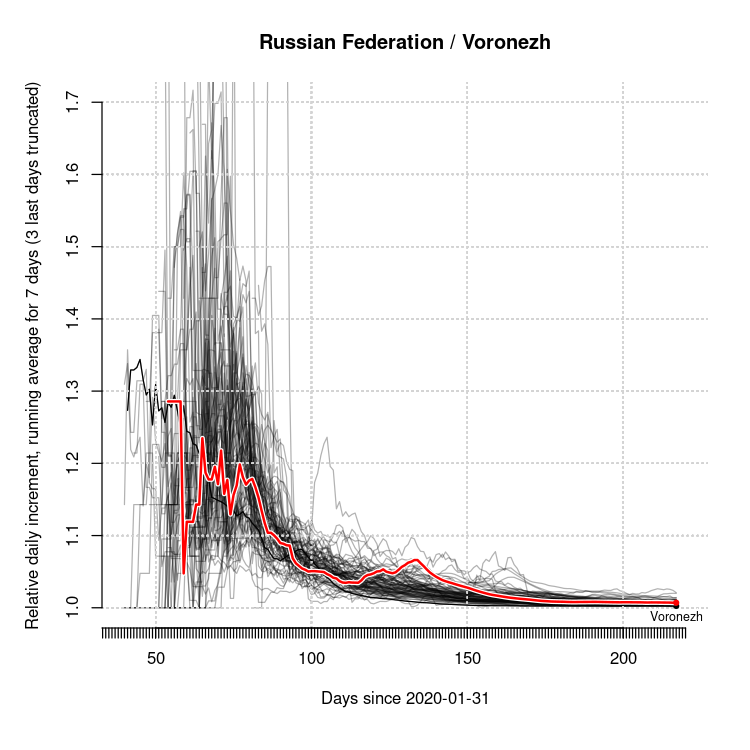 Russian Federation / Voronezh
Relative daily increment, running average for 7 days (3 last days truncated)
1.7
1.6
1.5
1.4
1.3
1.2
1.1
1.0
Voronezh
50 100 150 200
Days since 2020-01-31